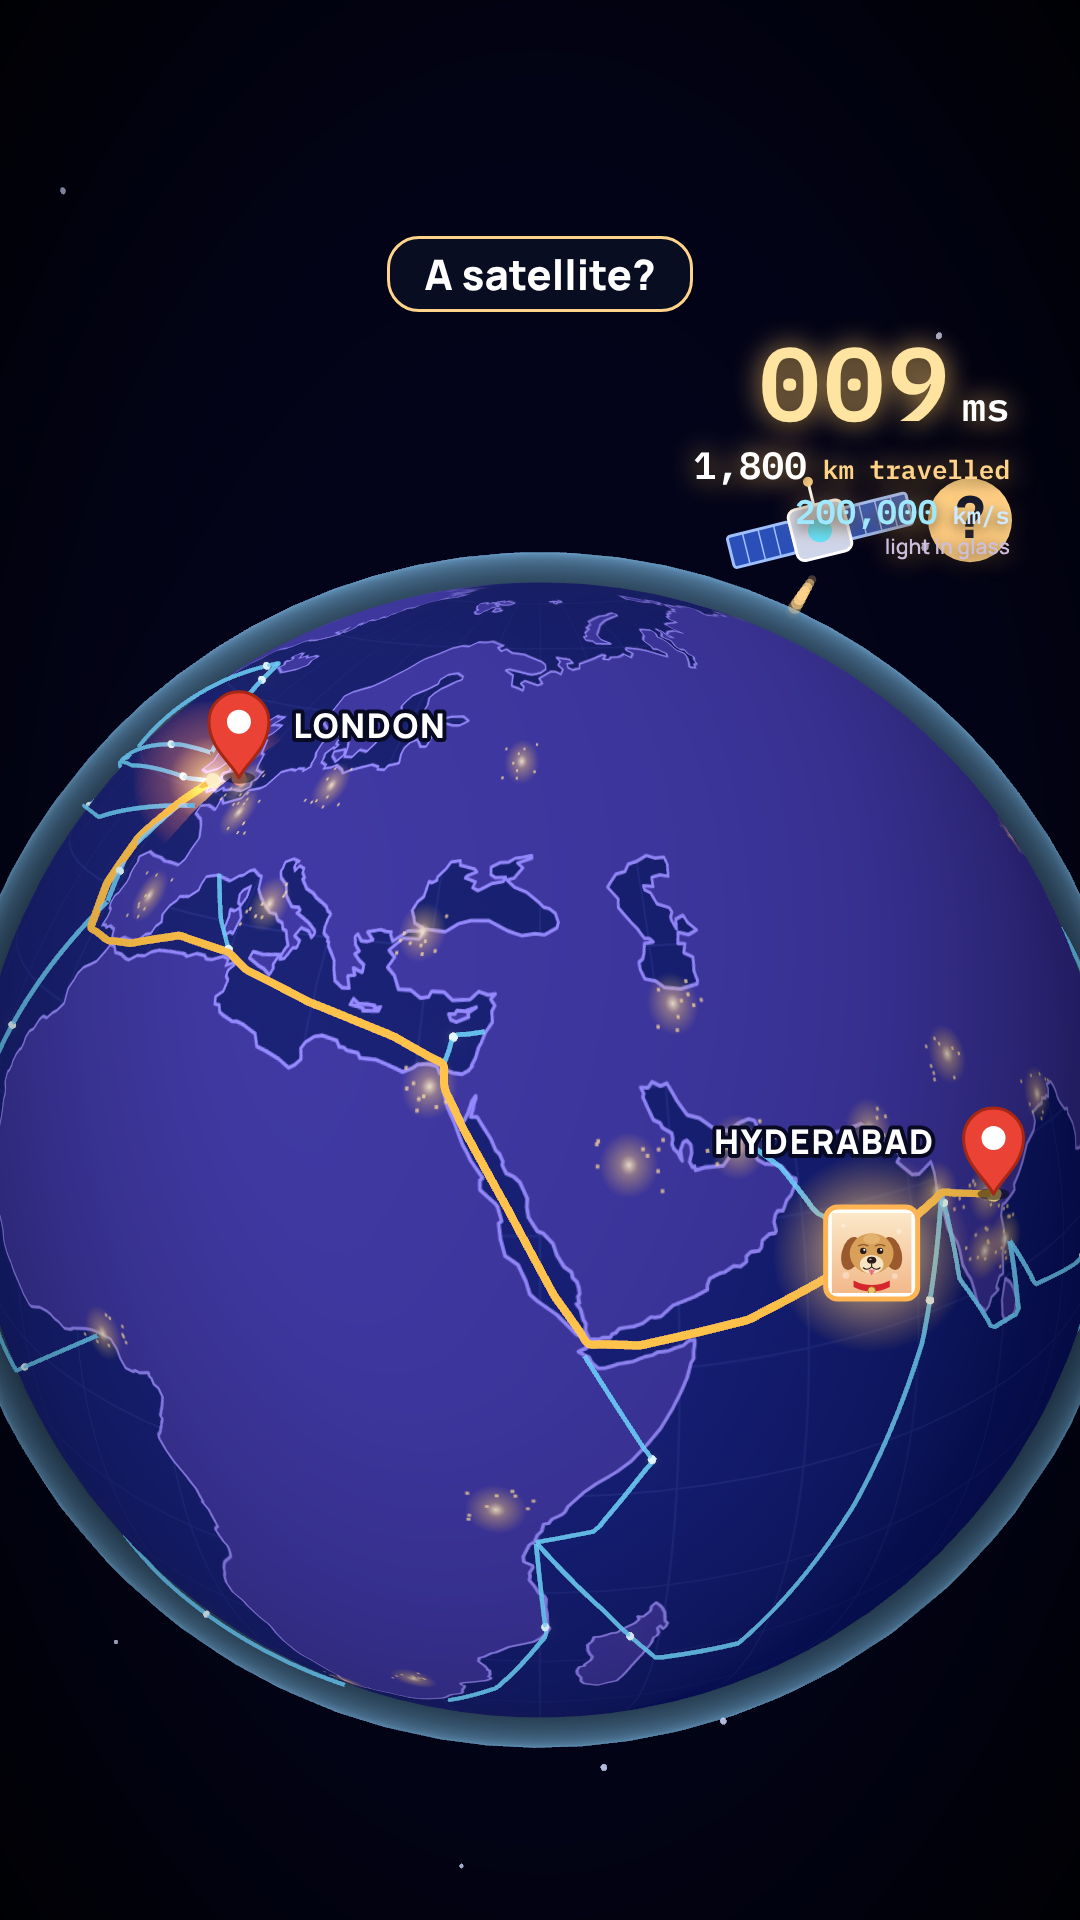 A satellite?
009 ms
1,800 km travelled
200,000 km/s
?
light in glass
LONDON
HYDERABAD